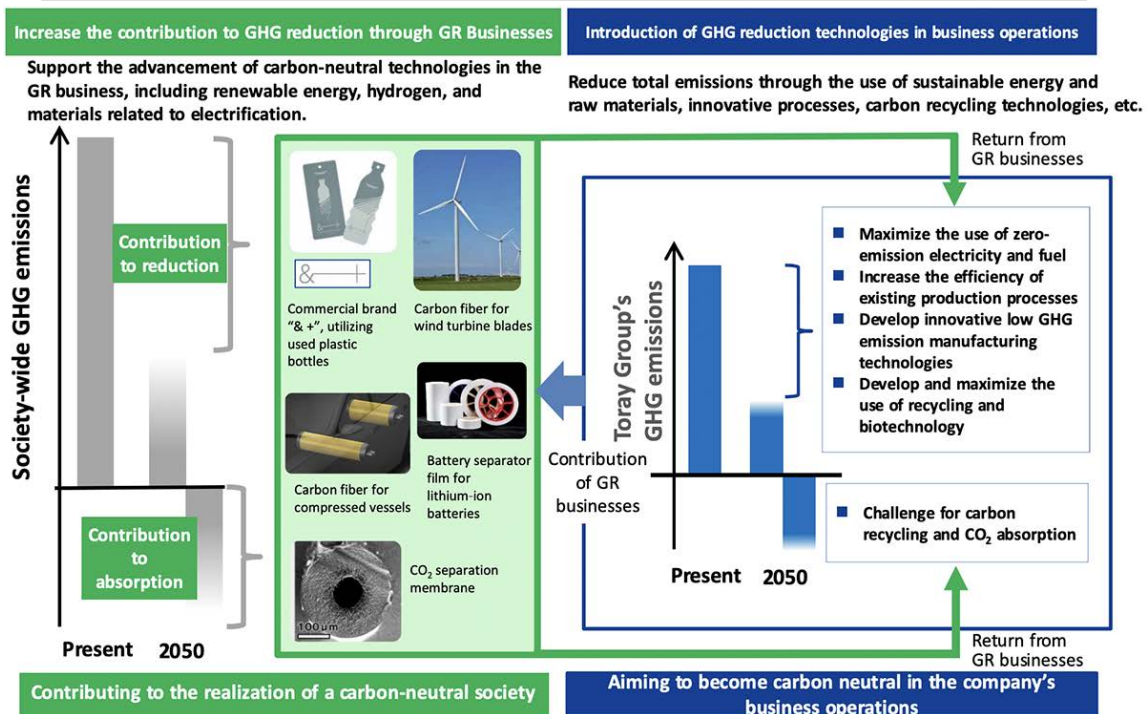 Increase the contribution to GHG reduction through GR Businesses
Support the advancement of carbon-neutral technologies in the
GR business, including renewable energy, hydrogen, and
materials related to electrification.
Society-wide GHG emissions
Contribution
to reduction
Contribution
to
absorption
Present
2050
&+
Commercial brand
“& +”, utilizing
used plastic
bottles
Carbon fiber for
wind turbine blades
Carbon fiber for
compressed vessels
Battery separator
film for
lithium-ion
batteries
100μm
CO₂ separation
membrane
Contributing to the realization of a carbon-neutral society
Introduction of GHG reduction technologies in business operations
Reduce total emissions through the use of sustainable energy and
raw materials, innovative processes, carbon recycling technologies, etc.
Return from
GR businesses
Contribution
of GR
businesses
Toray Group’s
GHG emissions
Present
2050
■ Maximize the use of zero-
emission electricity and fuel
■ Increase the efficiency of
existing production processes
■ Develop innovative low GHG
emission manufacturing
technologies
■ Develop and maximize the
use of recycling and
biotechnology
■ Challenge for carbon
recycling and CO₂ absorption
Return from
GR businesses
Aiming to become carbon neutral in the company’s
business operations